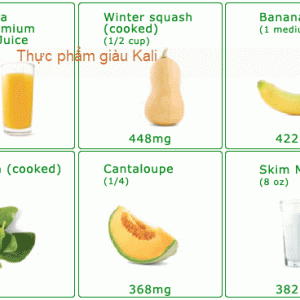 a
mium
Juice
Winter squash
(cooked)
(1/2 cup)
Banana
(1 medium
Thực phẩm giàu Kali
448mg
422
(cooked)
Cantaloupe
(1/4)
Skim M
(8 oz)
368mg
382